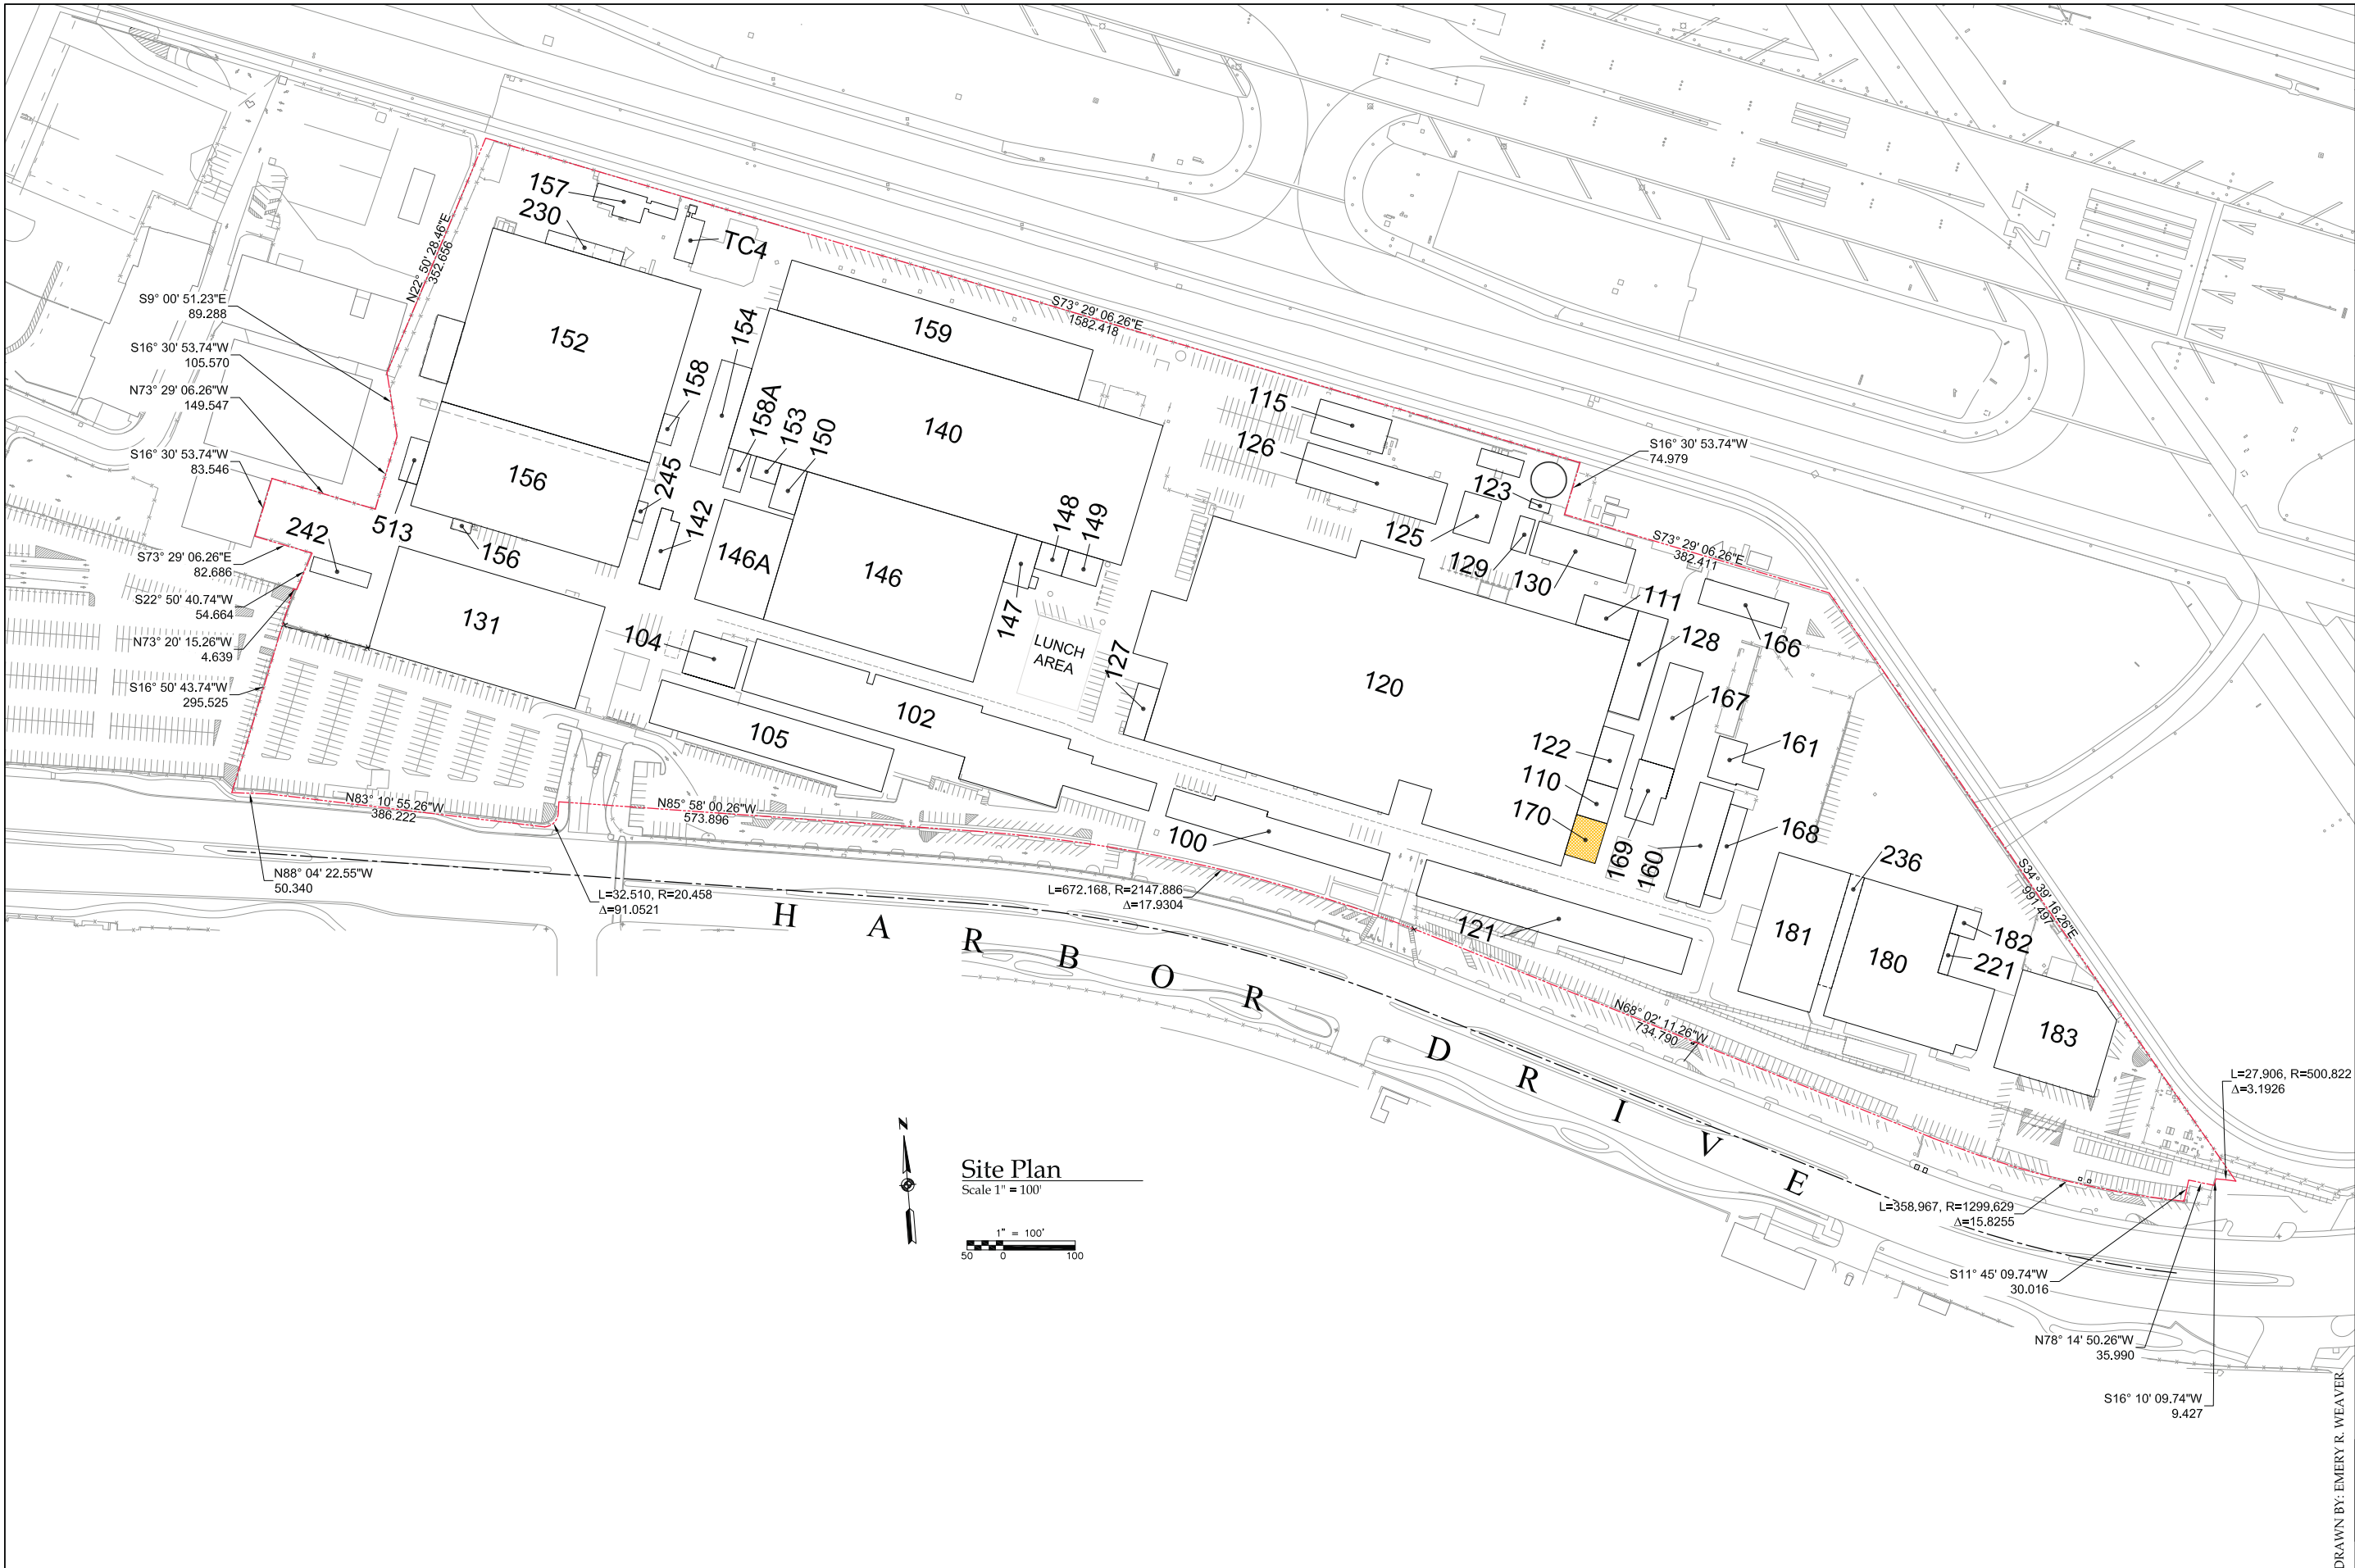 157
230
TC4
N22° 50' 28.46"E
352.656
S9° 00' 51.23"E
89.288
S16° 30' 53.74"W
105.570
N73° 29' 06.26"W
149.547
S16° 30' 53.74"W
83.546
S73° 29' 06.26"E
82.686
S22° 50' 40.74"W
54.664
N73° 20' 15.26"W
4.639
S16° 50' 43.74"W
295.525
152
154
158
159
S73° 29' 06.26"E
1582.418
140
158A
153
150
156
245
142
513
242
156
146A
146
148
149
147
131
104
LUNCH
AREA
127
102
105
115
126
123
125
129
130
S16° 30' 53.74"W
74.979
S73° 29' 06.26"E
382.411
111
128
166
120
167
161
122
110
170
169
160
168
100
121
236
181
180
182
221
183
S34° 39' 16.26"E
991.497
N83° 10' 55.26"W
386.222
N85° 58' 00.26"W
573.896
N88° 04' 22.55"W
50.340
L=32.510, R=20.458
Δ=91.0521
L=672.168, R=2147.886
Δ=17.9304
N68° 02' 11.26"W
734.790
HARBOR DRIVE
L=27.906, R=500.822
Δ=3.1926
L=358.967, R=1299.629
Δ=15.8255
S11° 45' 09.74"W
30.016
N78° 14' 50.26"W
35.990
S16° 10' 09.74"W
9.427
N
Site Plan
Scale 1" = 100'
1" = 100'
50 0 100
DRAWN BY: EMERY R. WEAVER